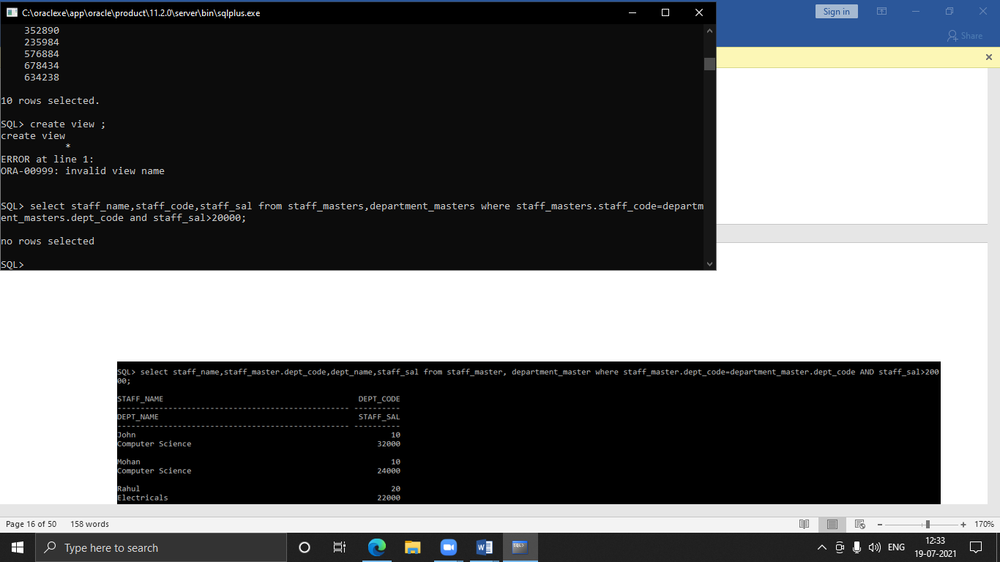 C:\oraclexe\app\oracle\product\11.2.0\server\bin\sqlplus.exe
Sign in
Share
352890
235984
576884
678434
634238
10 rows selected.
SQL> create view ;
create view
*
ERROR at line 1:
ORA-00999: invalid view name
SQL> select staff_name,staff_code,staff_sal from staff_masters,department_masters where staff_masters.staff_code=departm
ent_masters.dept_code and staff_sal>20000;
no rows selected
SQL>
SQL> select staff_name,staff_master.dept_code,dept_name,staff_sal from staff_master, department_master where staff_master.dept_code=department_master.dept_code AND staff_sal>200
00;
STAFF_NAME DEPT_CODE
-------------------------------------------------- ----------
DEPT_NAME STAFF_SAL
-------------------------------------------------- ----------
John 10
Computer Science 32000
Mohan 10
Computer Science 24000
Rahul 20
Electricals 22000
Page 16 of 50 158 words
170%
Type here to search
ENG
12:33
19-07-2021